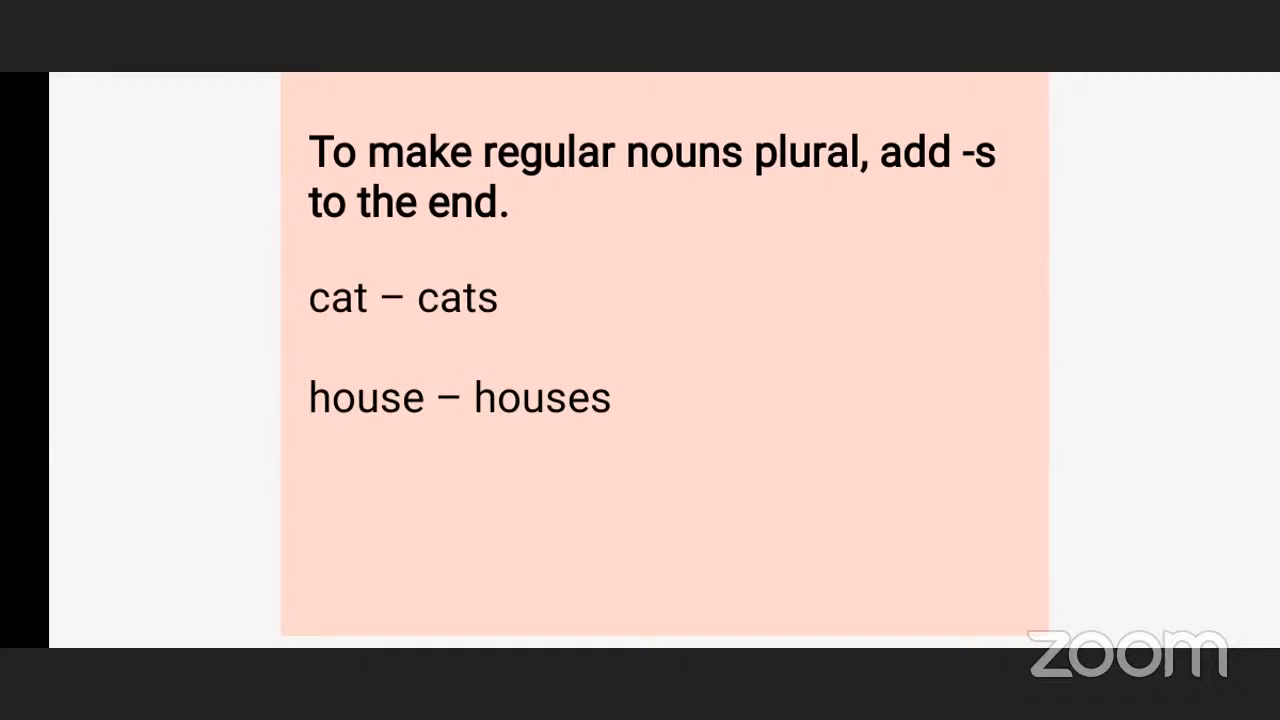 To make regular nouns plural, add -s
to the end.
cat – cats
house – houses
zoom